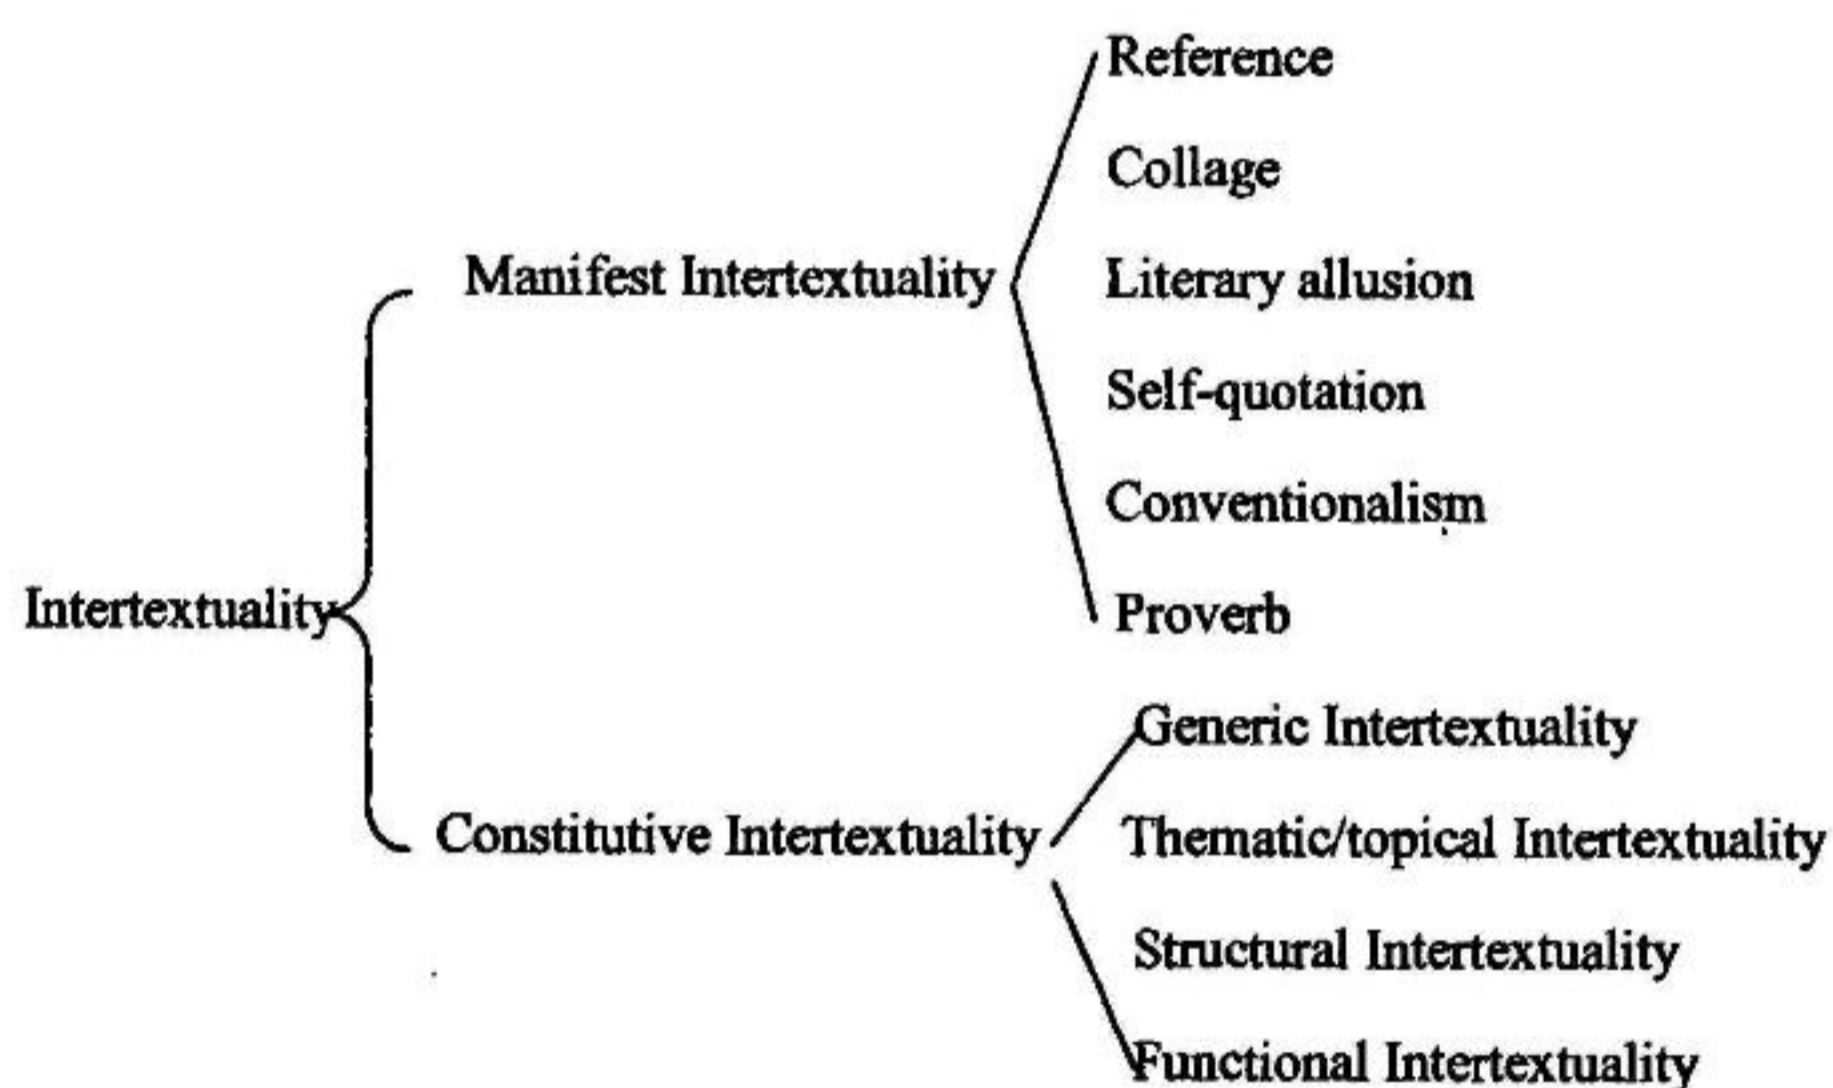 Reference
Collage
Manifest Intertextuality
Literary allusion
Self-quotation
Conventionalism
Intertextuality
Proverb
Generic Intertextuality
Constitutive Intertextuality
Thematic/topical Intertextuality
Structural Intertextuality
Functional Intertextuality